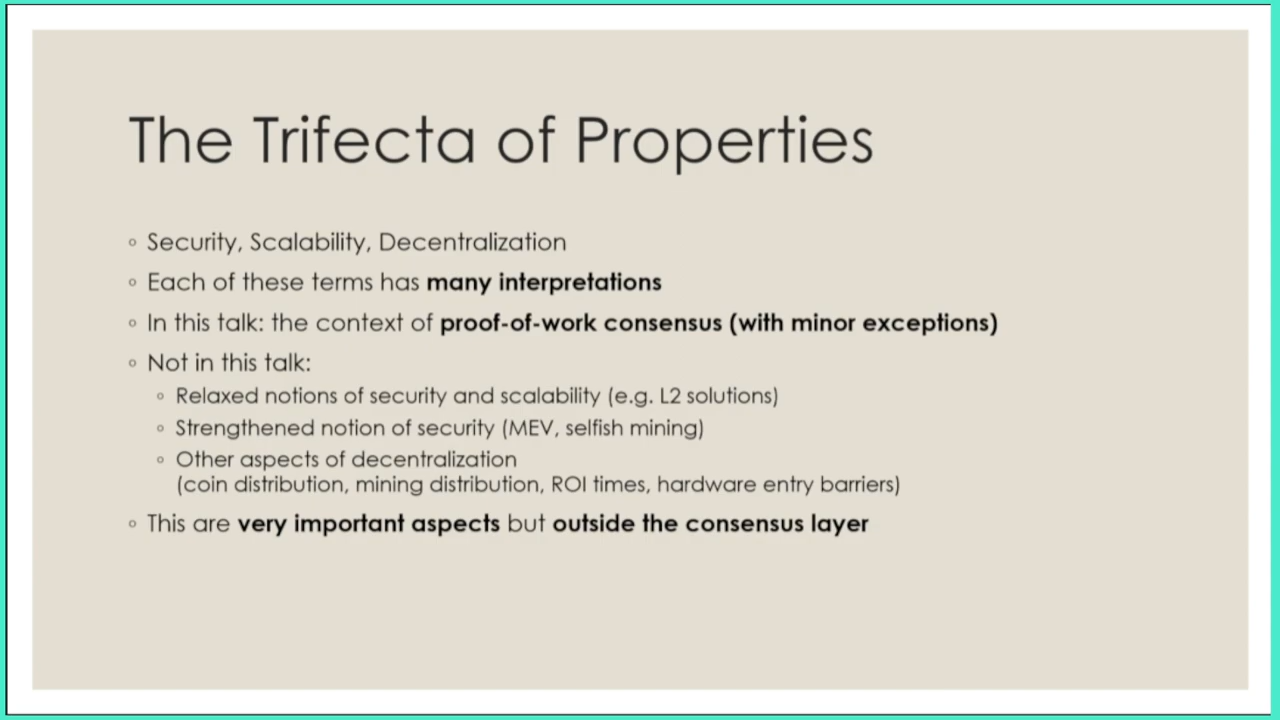 The Trifecta of Properties
◦ Security, Scalability, Decentralization
◦ Each of these terms has many interpretations
◦ In this talk: the context of proof-of-work consensus (with minor exceptions)
◦ Not in this talk:
◦ Relaxed notions of security and scalability (e.g. L2 solutions)
◦ Strengthened notion of security (MEV, selfish mining)
◦ Other aspects of decentralization
(coin distribution, mining distribution, ROI times, hardware entry barriers)
◦ This are very important aspects but outside the consensus layer